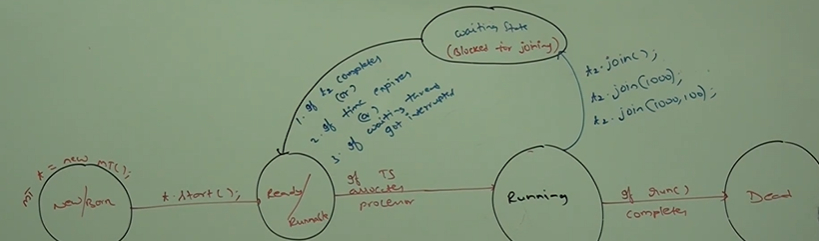 waiting State
(Blocked for joining)
t2.join();
t2.join(1000);
t2.join(1000,100);
1. If t2 completes
(or)
2. If time expires
(or)
3. If waiting thread
got interrupted
MT t = new MT();
New/Born
t.start();
Ready/
Runnable
If TS
allocates
processor
Running
If run()
completes
Dead